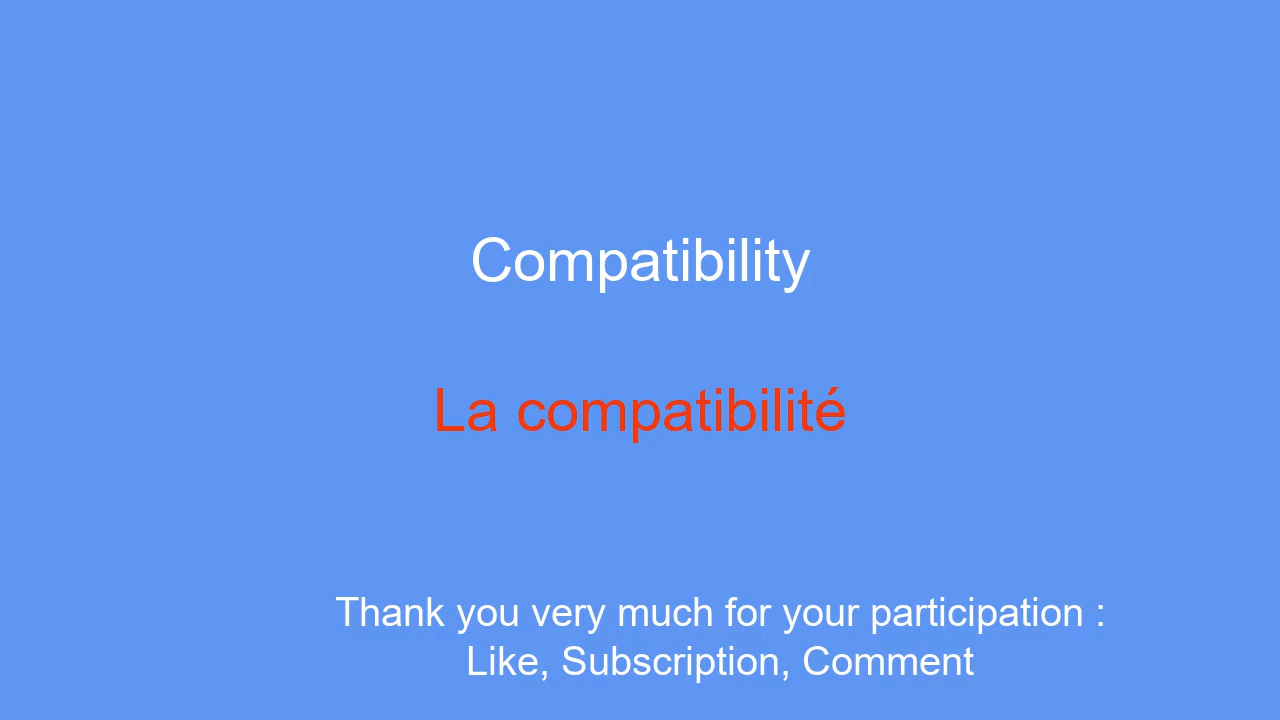 Compatibility
La compatibilité
Thank you very much for your participation :
Like, Subscription, Comment